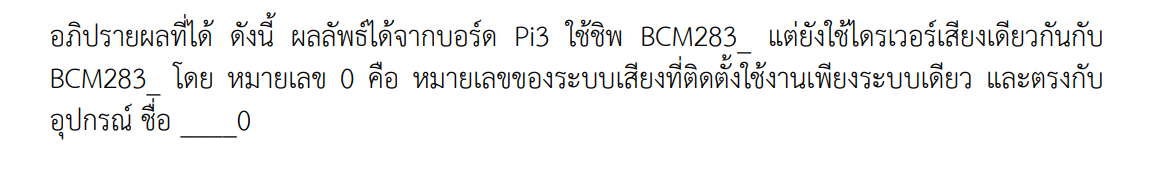 อภิปรายผลที่ได้ ดังนี้ ผลลัพธ์ได้จากบอร์ด Pi3 ใช้ชิพ BCM283_ แต่ยังใช้ไดรเวอร์เสียงเดียวกันกับ
BCM283_ โดย หมายเลข 0 คือ หมายเลขของระบบเสียงที่ติดตั้งใช้งานเพียงระบบเดียว และตรงกับ
อุปกรณ์ ชื่อ ____0